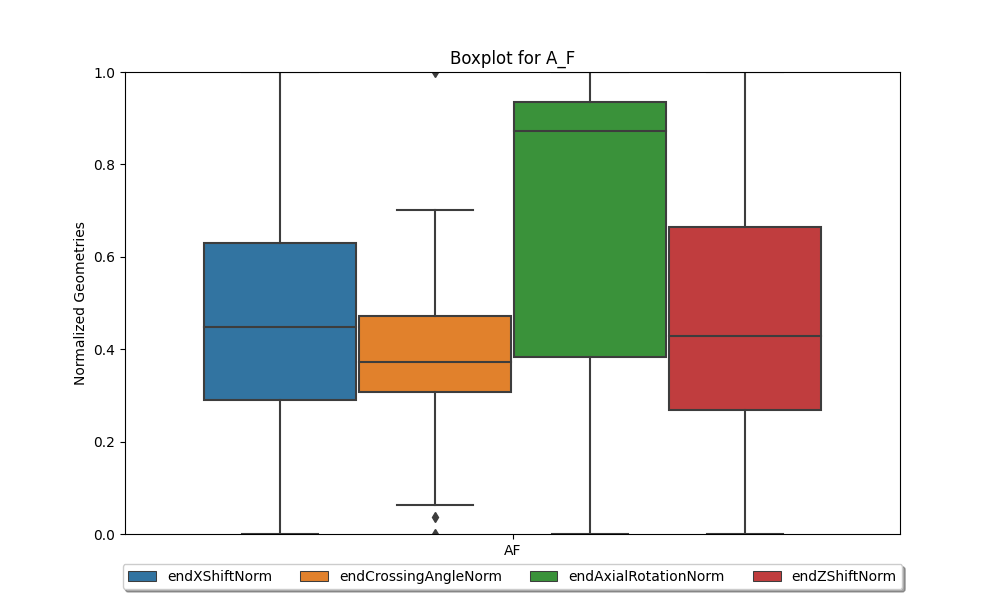 Boxplot for A_F
1.0
0.8
0.6
0.4
0.2
0.0
Normalized Geometries
AF
endXShiftNorm endCrossingAngleNorm endAxialRotationNorm endZShiftNorm